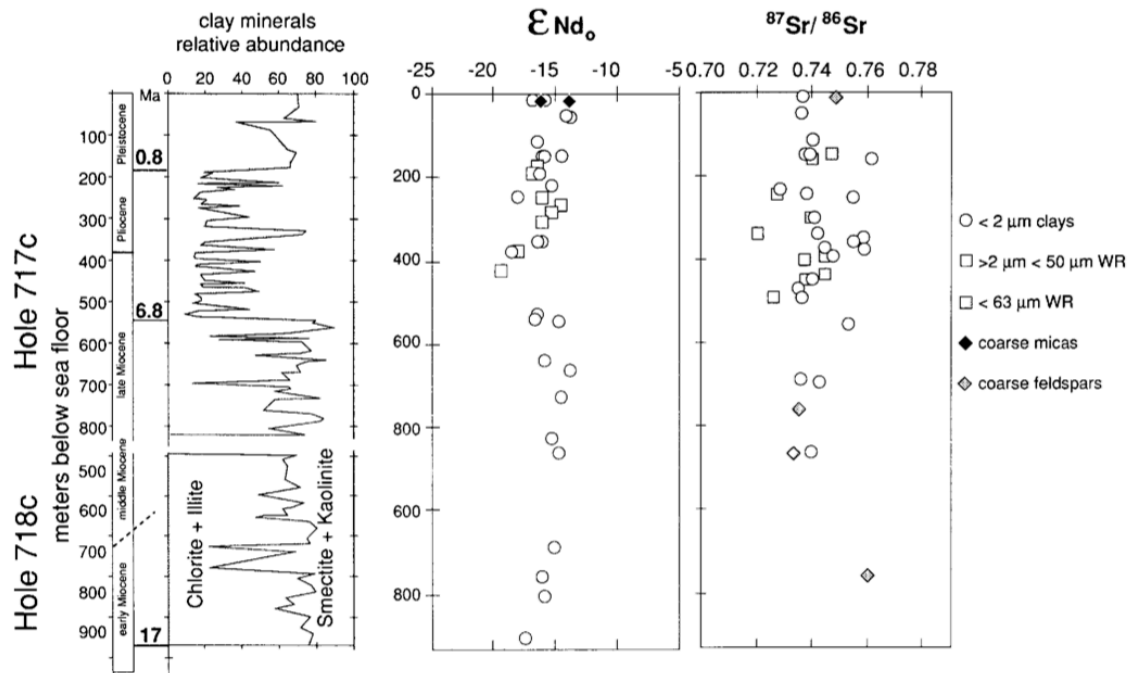 clay minerals
relative abundance
0 20 40 60 80 100
Ma
Hole 717c
Hole 718c
meters below sea floor
100
200
300
400
500
600
700
800
500
600
700
800
900
Pleistocene
Pliocene
late Miocene
middle Miocene
early Miocene
0.8
6.8
17
Chlorite + Illite
Smectite + Kaolinite
ε Ndₒ
-25 -20 -15 -10 -5
0
200
400
600
800
600
800
⁸⁷Sr/ ⁸⁶Sr
0.70 0.72 0.74 0.76 0.78
< 2 μm clays
>2 μm < 50 μm WR
< 63 μm WR
coarse micas
coarse feldspars